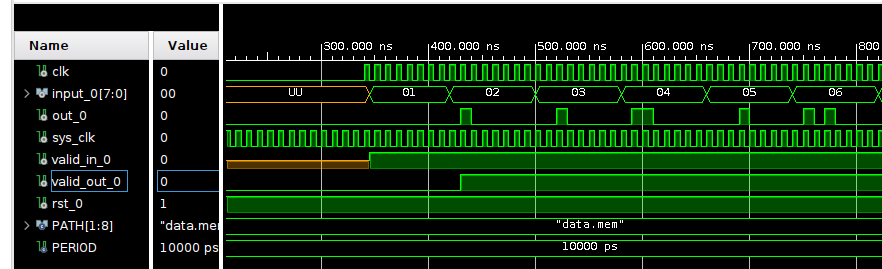 Name Value
300.000 ns 400.000 ns 500.000 ns 600.000 ns 700.000 ns 800
clk 0
input_0[7:0] 00 UU 01 02 03 04 05 06
out_0 0
sys_clk 0
valid_in_0 0
valid_out_0 0
rst_0 1
PATH[1:8] "data.me "data.mem"
PERIOD 10000 ps 10000 ps